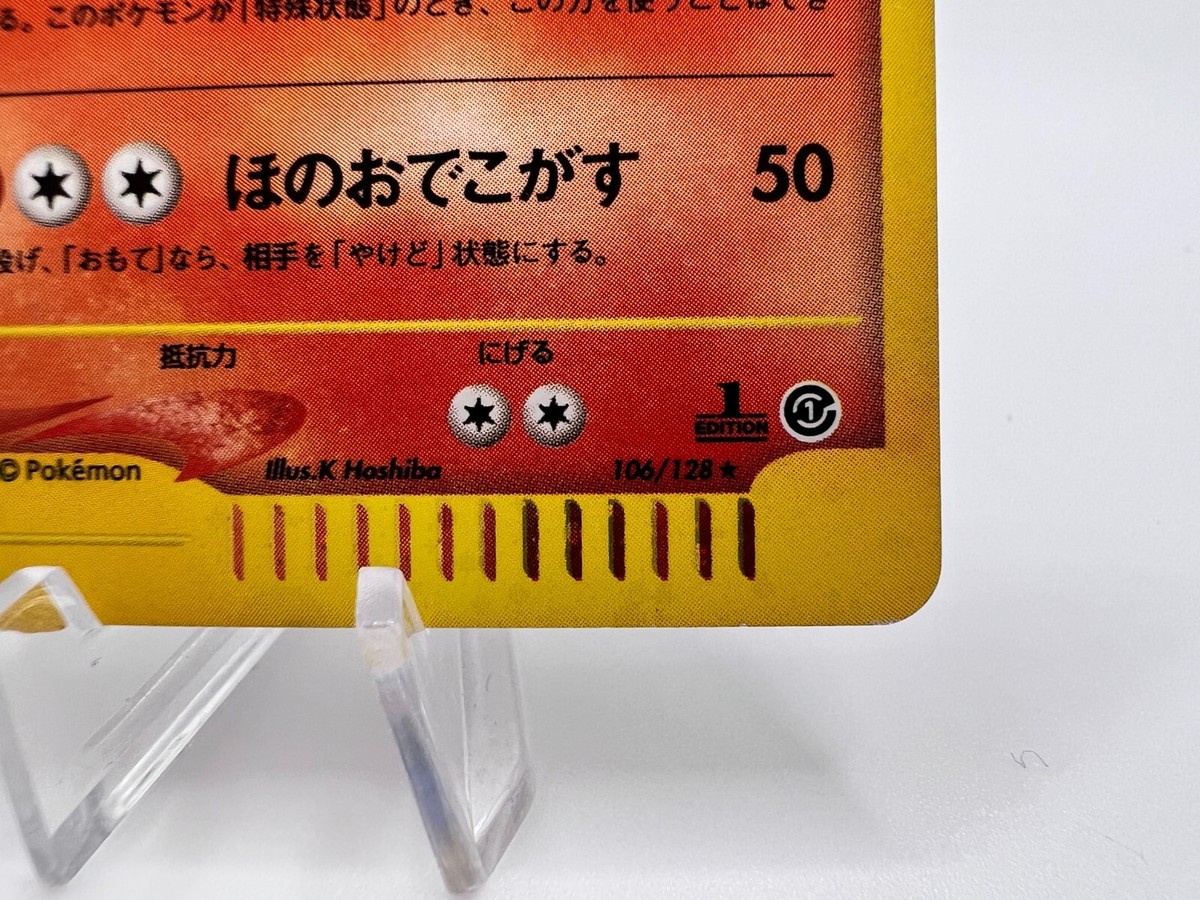 る。このポケモンが「特殊状態」のとき、この力を使うことはでき
ほのおでこがす 50
投げ、「おもて」なら、相手を「やけど」状態にする。
抵抗力 にげる
1
EDITION
1
© Pokémon Illus.K Hoshiba 106/128 ★